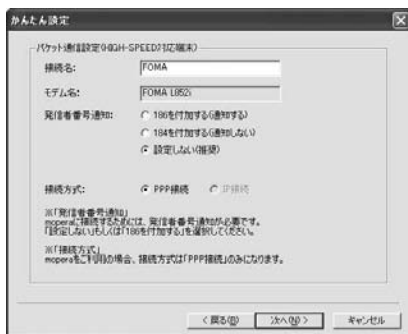 かんたん設定
パケット通信設定(HIGH-SPEED対応端末)
接続名: FOMA
モデム名: FOMA L852i
発信者番号通知: 186を付加する(通知する)
184を付加する(通知しない)
設定しない(推奨)
接続方式: PPP接続 IP接続
※「発信者番号通知」
moperaに接続するためには、発信者番号通知が必要です。
「設定しない」もしくは「186を付加する」を選択してください。
※「接続方式」
moperaをご利用の場合、接続方式は「PPP接続」のみになります。
< 戻る(B) 次へ(N) > キャンセル